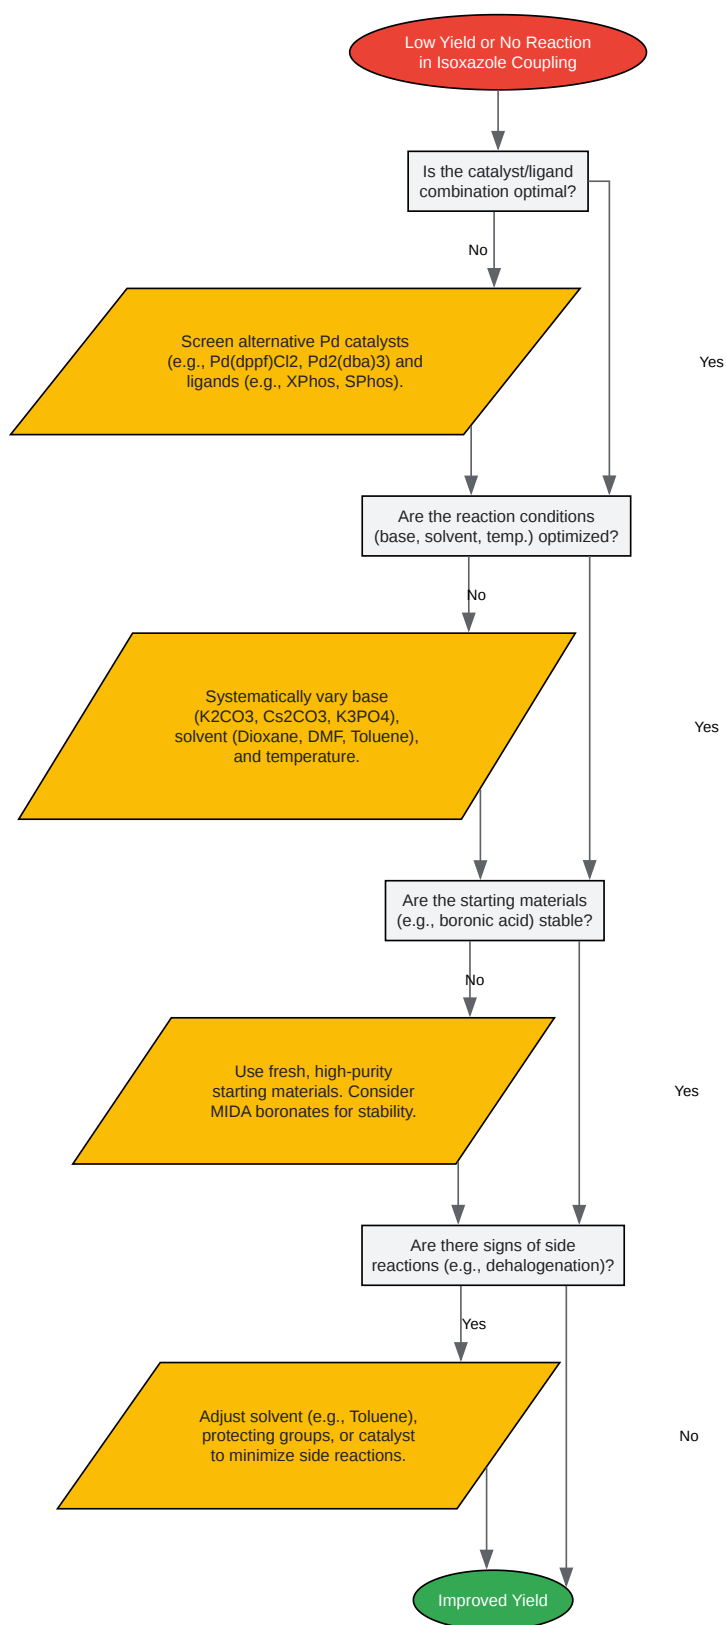 Low Yield or No Reaction
in Isoxazole Coupling
Is the catalyst/ligand
combination optimal?
No
Screen alternative Pd catalysts
(e.g., Pd(dppf)Cl2, Pd2(dba)3) and
ligands (e.g., XPhos, SPhos).
Yes
Are the reaction conditions
(base, solvent, temp.) optimized?
No
Systematically vary base
(K2CO3, Cs2CO3, K3PO4),
solvent (Dioxane, DMF, Toluene),
and temperature.
Yes
Are the starting materials
(e.g., boronic acid) stable?
No
Use fresh, high-purity
starting materials. Consider
MIDA boronates for stability.
Yes
Are there signs of side
reactions (e.g., dehalogenation)?
Yes
Adjust solvent (e.g., Toluene),
protecting groups, or catalyst
to minimize side reactions.
No
Improved Yield